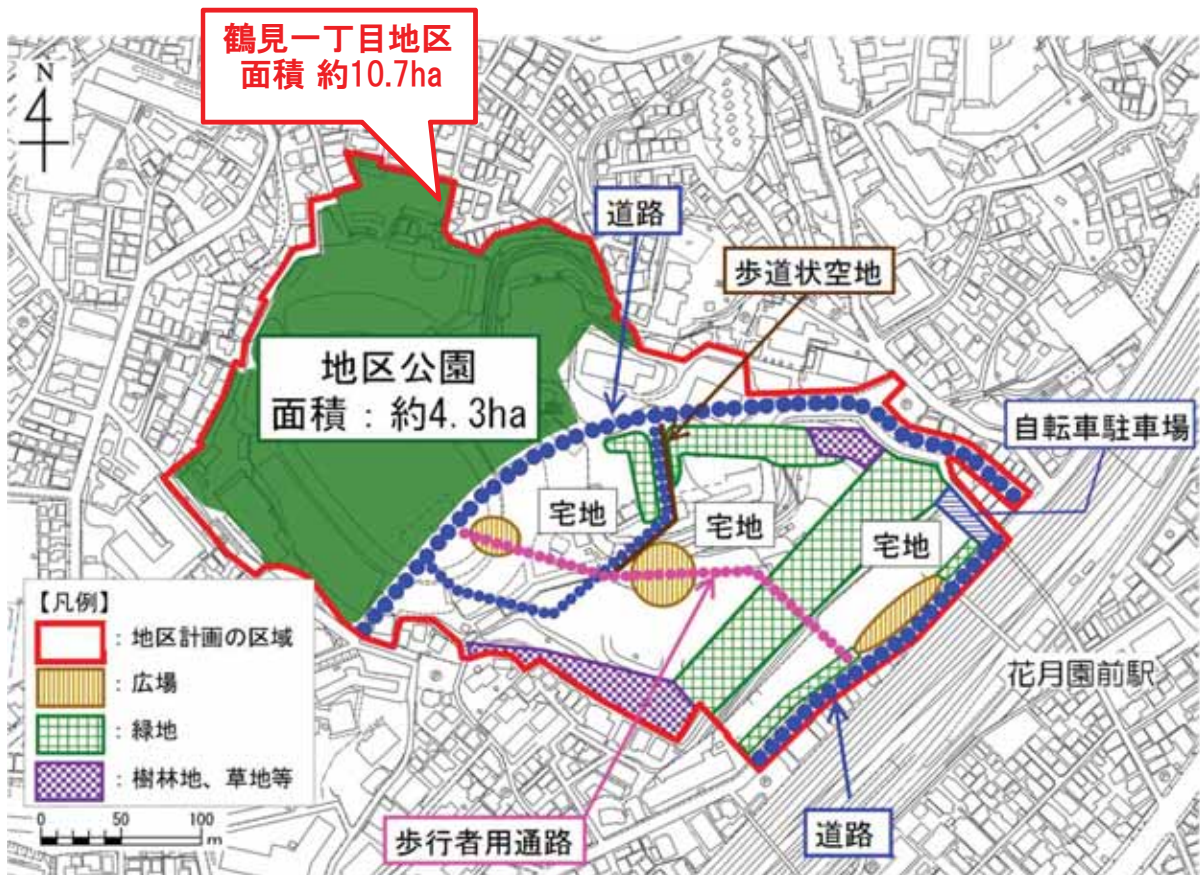 鶴見一丁目地区
面積 約10.7ha
N
道路
歩道状空地
地区公園
面積：約4.3ha
自転車駐車場
宅地
宅地
宅地
【凡例】
：地区計画の区域
：広場
：緑地
：樹林地、草地等
0 50 100
m
花月園前駅
歩行者用通路
道路